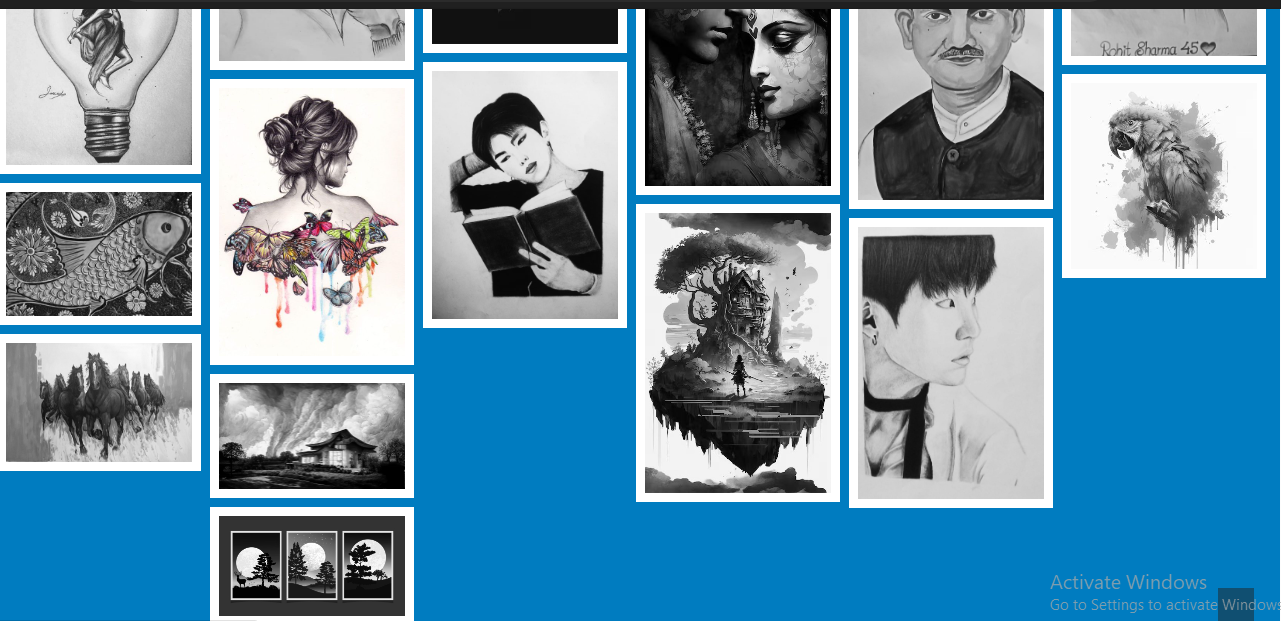 Rohit Sharma 45
Activate Windows
Go to Settings to activate Windows